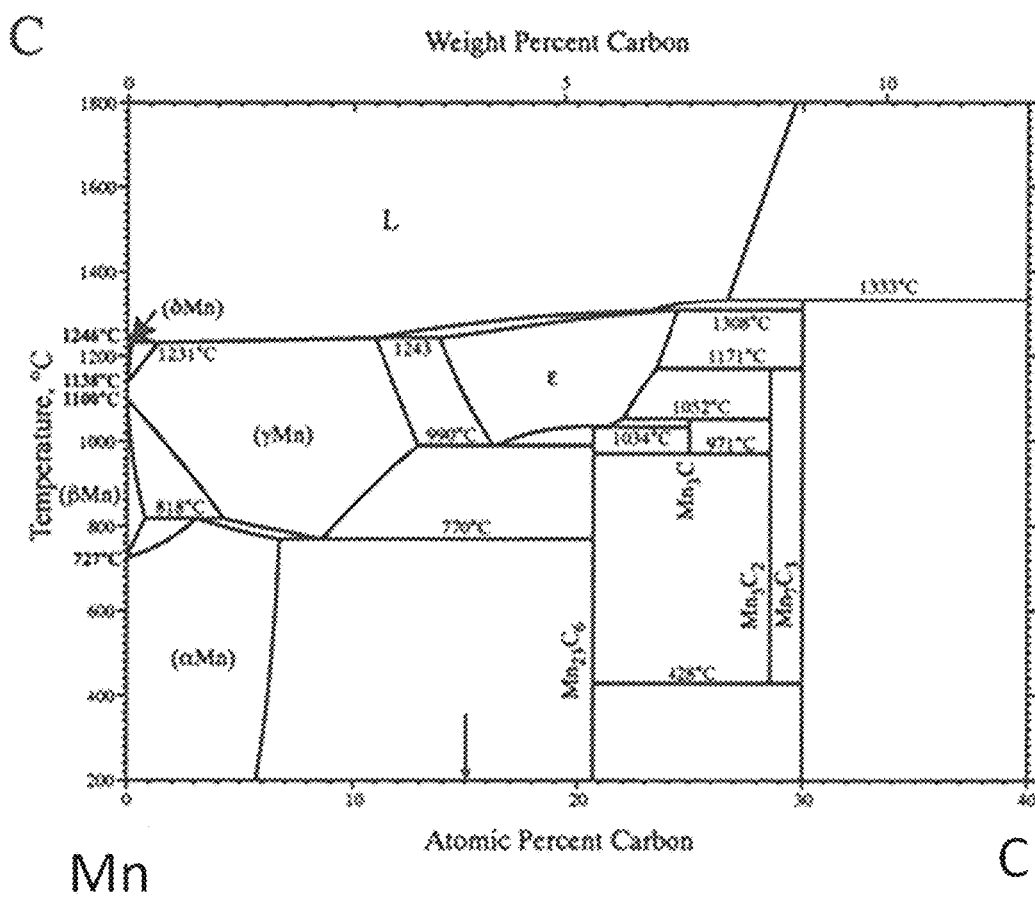 C
Weight Percent Carbon
0 5 10
1800
1600
L
1400
1333°C
(δMn)
1308°C
1246°C
1243
1231°C
1200
1171°C
ε
1138°C
1100°C
1052°C
(γMn)
1034°C
1000
990°C
971°C
Mn3C
(βMn)
818°C
800
770°C
727°C
Mn23C6
Mn5C2
Mn7C3
600
(αMn)
428°C
400
200
0 10 20 30 40
Temperature, °C
Atomic Percent Carbon
Mn
C